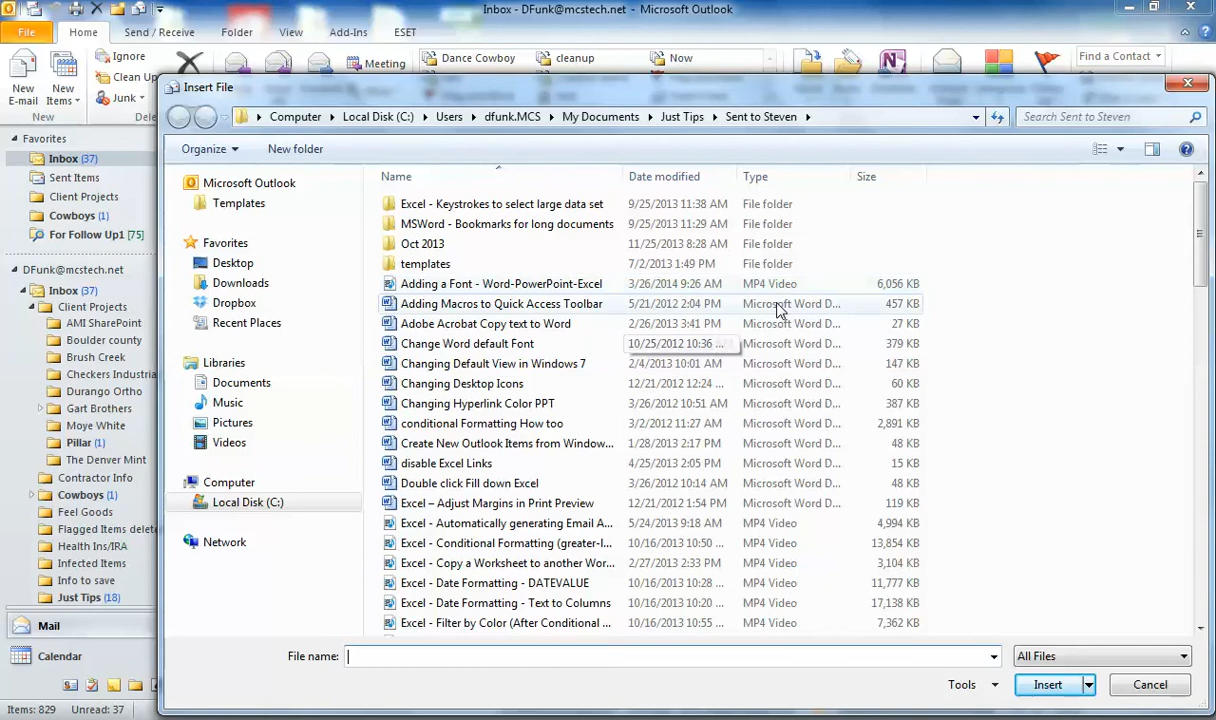 Inbox - DFunk@mcstech.net - Microsoft Outlook
File Home Send / Receive Folder View Add-Ins ESET
Ignore Meeting Dance Cowboy cleanup Now Find a Contact
New E-mail New Items Clean Up Junk
New
Insert File
Computer Local Disk (C:) Users dfunk.MCS My Documents Just Tips Sent to Steven Search Sent to Steven
Organize New folder
Favorites
Inbox (37)
Sent Items
Client Projects
Cowboys (1)
For Follow Up1 [75]
DFunk@mcstech.net
Inbox (37)
Client Projects
AMI SharePoint
Boulder county
Brush Creek
Checkers Industria
Durango Ortho
Gart Brothers
Moye White
Pillar (1)
The Denver Mint
Contractor Info
Cowboys (1)
Feel Goods
Flagged Items delete
Health Ins/IRA
Infected Items
Info to save
Just Tips (18)
Mail
Calendar
Items: 829 Unread: 37
Microsoft Outlook
Templates
Favorites
Desktop
Downloads
Dropbox
Recent Places
Libraries
Documents
Music
Pictures
Videos
Computer
Local Disk (C:)
Network
Name Date modified Type Size
Excel - Keystrokes to select large data set 9/25/2013 11:38 AM File folder
MSWord - Bookmarks for long documents 9/25/2013 11:29 AM File folder
Oct 2013 11/25/2013 8:28 AM File folder
templates 7/2/2013 1:49 PM File folder
Adding a Font - Word-PowerPoint-Excel 3/26/2014 9:26 AM MP4 Video 6,056 KB
Adding Macros to Quick Access Toolbar 5/21/2012 2:04 PM Microsoft Word D... 457 KB
Adobe Acrobat Copy text to Word 2/26/2013 3:41 PM Microsoft Word D... 27 KB
Change Word default Font 10/25/2012 10:36 ... Microsoft Word D... 379 KB
Changing Default View in Windows 7 2/4/2013 10:01 AM Microsoft Word D... 147 KB
Changing Desktop Icons 12/21/2012 12:24 ... Microsoft Word D... 60 KB
Changing Hyperlink Color PPT 3/26/2012 10:51 AM Microsoft Word D... 387 KB
conditional Formatting How too 3/2/2012 11:27 AM Microsoft Word D... 2,891 KB
Create New Outlook Items from Window... 1/28/2013 2:17 PM Microsoft Word D... 48 KB
disable Excel Links 4/25/2013 2:05 PM Microsoft Word D... 15 KB
Double click Fill down Excel 3/26/2012 10:14 AM Microsoft Word D... 48 KB
Excel – Adjust Margins in Print Preview 12/21/2012 1:54 PM Microsoft Word D... 119 KB
Excel - Automatically generating Email A... 5/24/2013 9:18 AM MP4 Video 4,994 KB
Excel - Conditional Formatting (greater-l... 10/16/2013 10:50 ... MP4 Video 13,854 KB
Excel - Copy a Worksheet to another Wor... 2/27/2013 2:33 PM MP4 Video 3,104 KB
Excel - Date Formatting - DATEVALUE 10/16/2013 10:28 ... MP4 Video 11,777 KB
Excel - Date Formatting - Text to Columns 10/16/2013 10:20 ... MP4 Video 17,138 KB
Excel - Filter by Color (After Conditional ... 10/16/2013 10:55 ... MP4 Video 7,362 KB
File name: All Files
Tools Insert Cancel